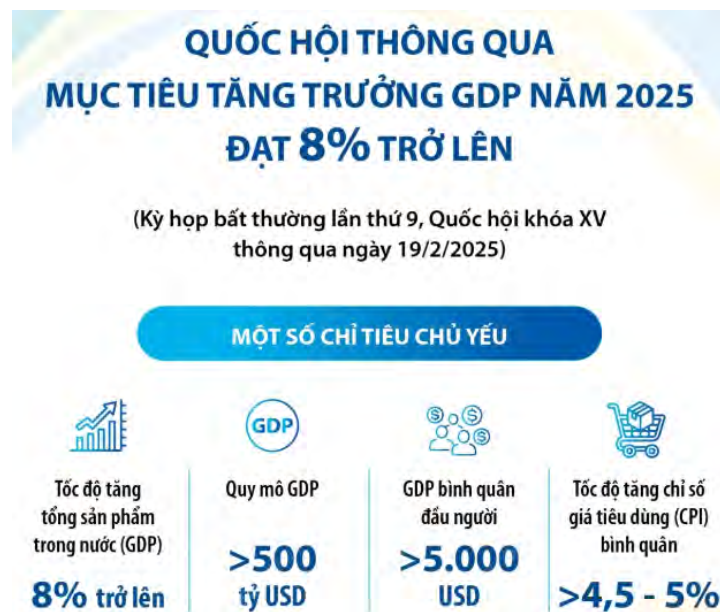 QUỐC HỘI THÔNG QUA
MỤC TIÊU TĂNG TRƯỞNG GDP NĂM 2025
ĐẠT 8% TRỞ LÊN
(Kỳ họp bất thường lần thứ 9, Quốc hội khóa XV
thông qua ngày 19/2/2025)
MỘT SỐ CHỈ TIÊU CHỦ YẾU
Tốc độ tăng
tổng sản phẩm
trong nước (GDP)
8% trở lên
GDP
Quy mô GDP
>500
tỷ USD
GDP bình quân
đầu người
>5.000
USD
Tốc độ tăng chỉ số
giá tiêu dùng (CPI)
bình quân
>4,5 - 5%